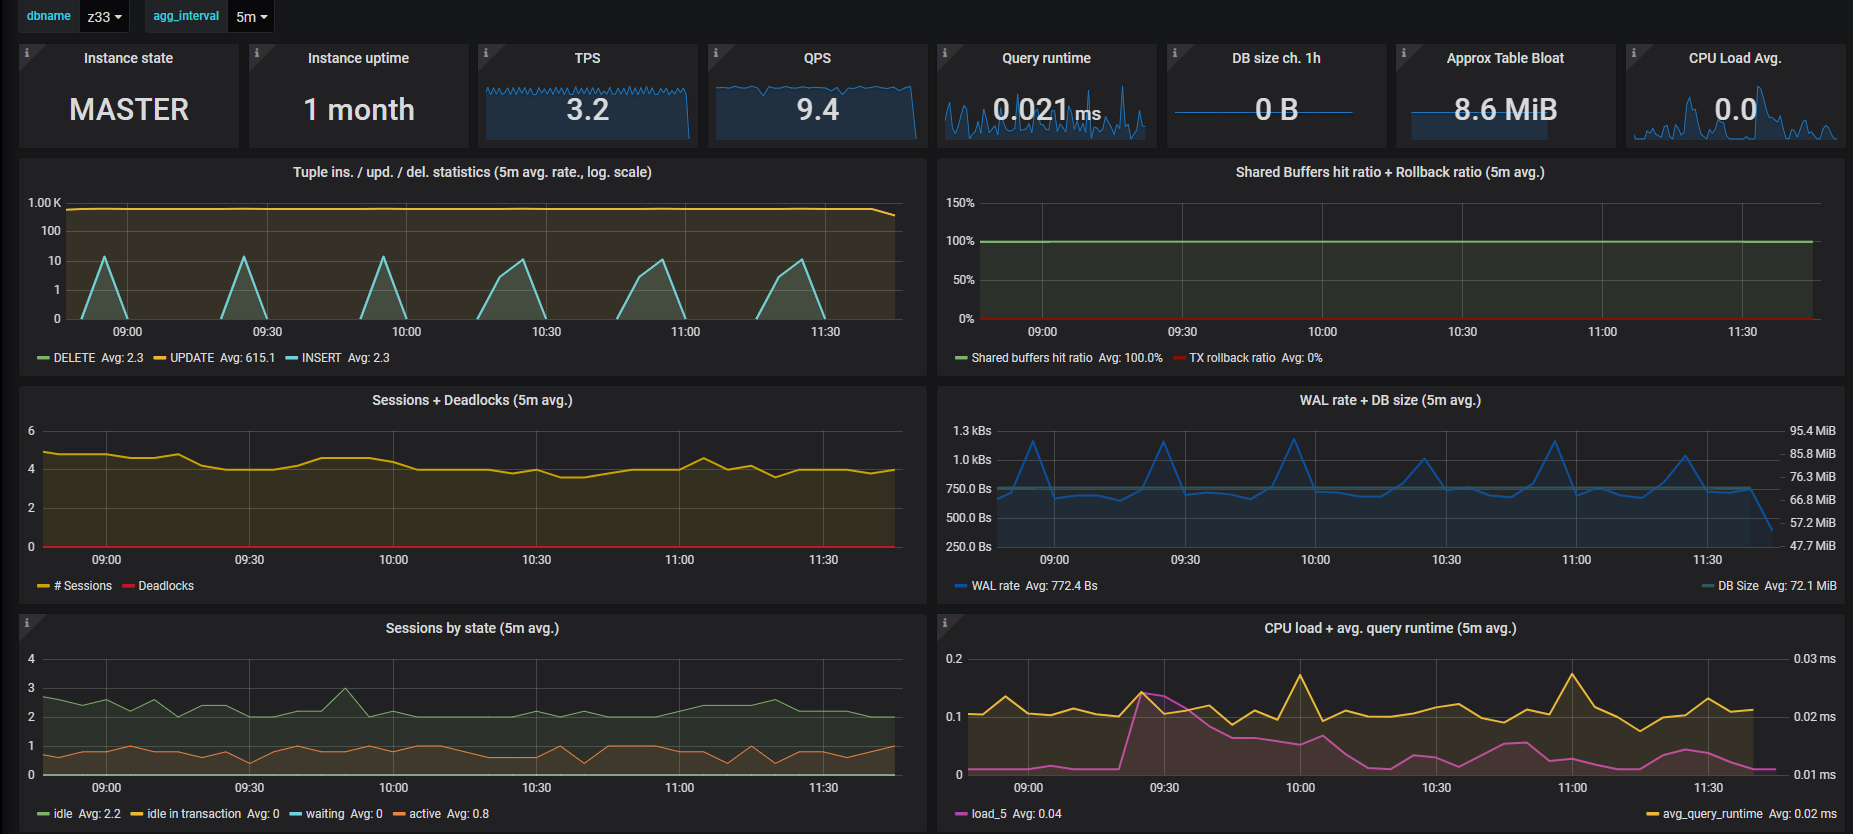 dbname z33 agg_interval 5m
Instance state
MASTER
Instance uptime
1 month
TPS
3.2
QPS
9.4
Query runtime
0.021 ms
DB size ch. 1h
0 B
Approx Table Bloat
8.6 MiB
CPU Load Avg.
0.0
Tuple ins. / upd. / del. statistics (5m avg. rate., log. scale)
1.00 K
100
10
1
0
09:00 09:30 10:00 10:30 11:00 11:30
DELETE Avg: 2.3 UPDATE Avg: 615.1 INSERT Avg: 2.3
Shared Buffers hit ratio + Rollback ratio (5m avg.)
150%
100%
50%
0%
09:00 09:30 10:00 10:30 11:00 11:30
Shared buffers hit ratio Avg: 100.0% TX rollback ratio Avg: 0%
Sessions + Deadlocks (5m avg.)
6
4
2
0
09:00 09:30 10:00 10:30 11:00 11:30
# Sessions Deadlocks
WAL rate + DB size (5m avg.)
1.3 kBs
1.0 kBs
750.0 Bs
500.0 Bs
250.0 Bs
95.4 MiB
85.8 MiB
76.3 MiB
66.8 MiB
57.2 MiB
47.7 MiB
09:00 09:30 10:00 10:30 11:00 11:30
WAL rate Avg: 772.4 Bs DB Size Avg: 72.1 MiB
Sessions by state (5m avg.)
4
3
2
1
0
09:00 09:30 10:00 10:30 11:00 11:30
idle Avg: 2.2 idle in transaction Avg: 0 waiting Avg: 0 active Avg: 0.8
CPU load + avg. query runtime (5m avg.)
0.2
0.1
0
0.03 ms
0.02 ms
0.01 ms
09:00 09:30 10:00 10:30 11:00 11:30
load_5 Avg: 0.04 avg_query_runtime Avg: 0.02 ms